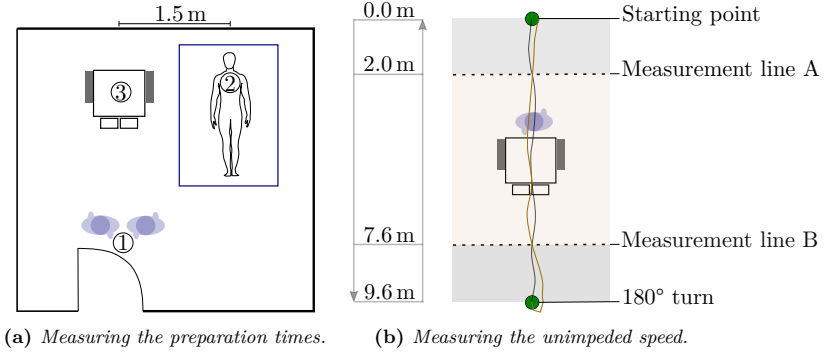 1.5 m
②
③
①
(a) Measuring the preparation times.
0.0 m
Starting point
2.0 m
Measurement line A
7.6 m
Measurement line B
9.6 m
180° turn
(b) Measuring the unimpeded speed.